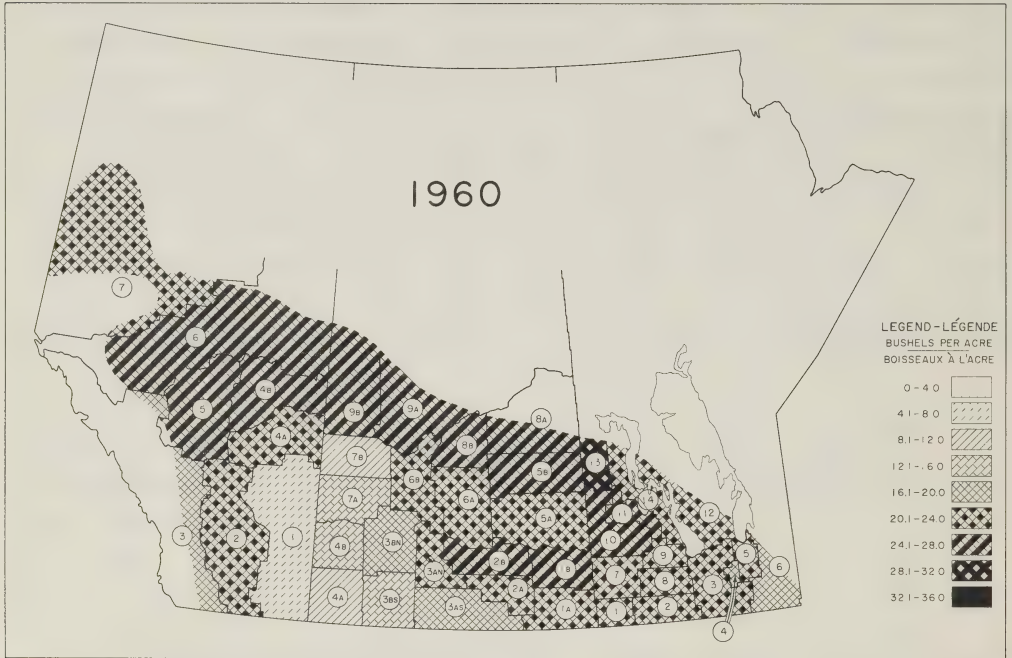 1960
7
6
5
4B
4A
3
2
1
9B
9A
8B
8A
7B
7A
6B
6A
5B
5A
4B
4A
3BN
3BS
3AN
3AS
2B
2A
1B
1A
13
14
12
11
10
9
8
7
6
5
4
3
2
1
LEGEND-LÉGENDE
BUSHELS PER ACRE
BOISSEAUX À L'ACRE
0-4.0
4.1-8.0
8.1-12.0
12.1-.6.0
16.1-20.0
20.1-24.0
24.1-28.0
28.1-32.0
32.1-36.0